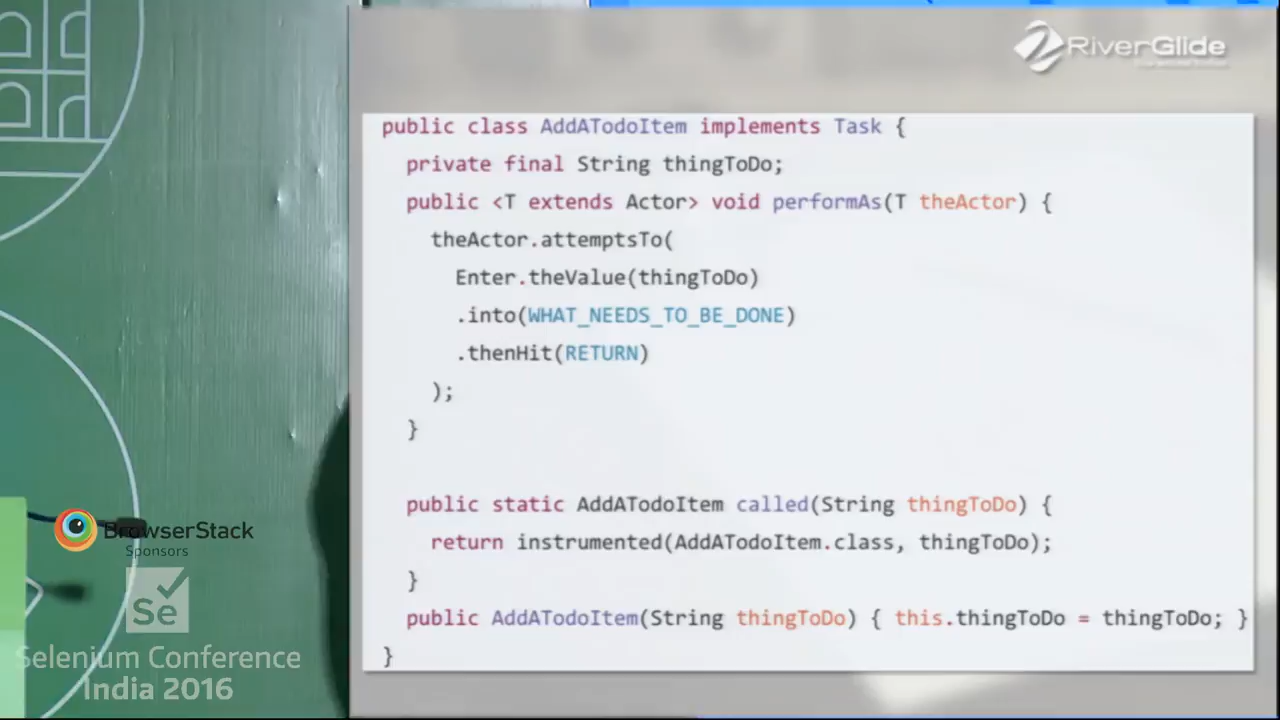 RiverGlide
public class AddATodoItem implements Task {
private final String thingToDo;
public <T extends Actor> void performAs(T theActor) {
theActor.attemptsTo(
Enter.theValue(thingToDo)
.into(WHAT_NEEDS_TO_BE_DONE)
.thenHit(RETURN)
);
}
public static AddATodoItem called(String thingToDo) {
return instrumented(AddATodoItem.class, thingToDo);
}
public AddATodoItem(String thingToDo) { this.thingToDo = thingToDo; }
}
BrowserStack
Sponsors
Se
Selenium Conference
India 2016